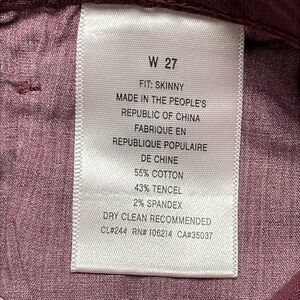 W 27
FIT: SKINNY
MADE IN THE PEOPLE'S
REPUBLIC OF CHINA
FABRIQUE EN
REPUBLIQUE POPULAIRE
DE CHINE
55% COTTON
43% TENCEL
2% SPANDEX
DRY CLEAN RECOMMENDED
CL#244 RN# 106214 CA#35037